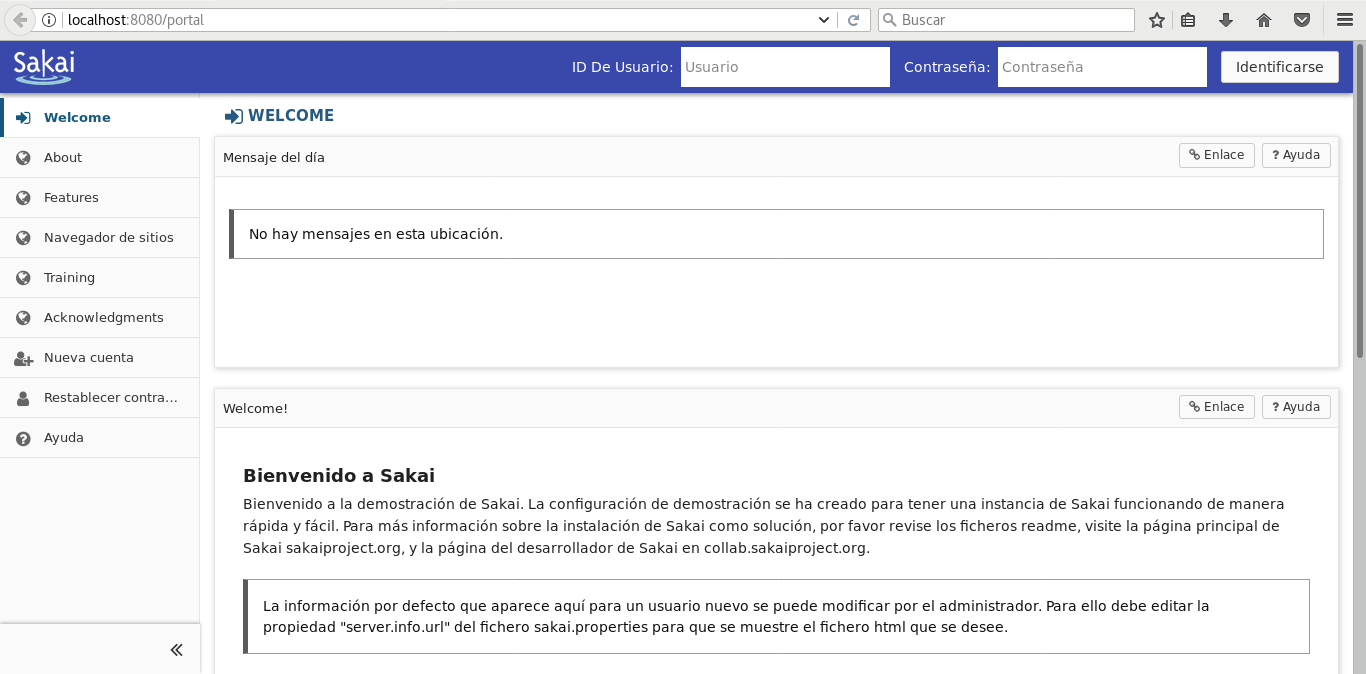 localhost:8080/portal
Buscar
Sakai
ID De Usuario:
Usuario
Contraseña:
Contraseña
Identificarse
Welcome
About
Features
Navegador de sitios
Training
Acknowledgments
Nueva cuenta
Restablecer contra...
Ayuda
WELCOME
Mensaje del día
Enlace
? Ayuda
No hay mensajes en esta ubicación.
Welcome!
Enlace
? Ayuda
Bienvenido a Sakai
Bienvenido a la demostración de Sakai. La configuración de demostración se ha creado para tener una instancia de Sakai funcionando de manera
rápida y fácil. Para más información sobre la instalación de Sakai como solución, por favor revise los ficheros readme, visite la página principal de
Sakai sakaiproject.org, y la página del desarrollador de Sakai en collab.sakaiproject.org.
La información por defecto que aparece aquí para un usuario nuevo se puede modificar por el administrador. Para ello debe editar la
propiedad "server.info.url" del fichero sakai.properties para que se muestre el fichero html que se desee.